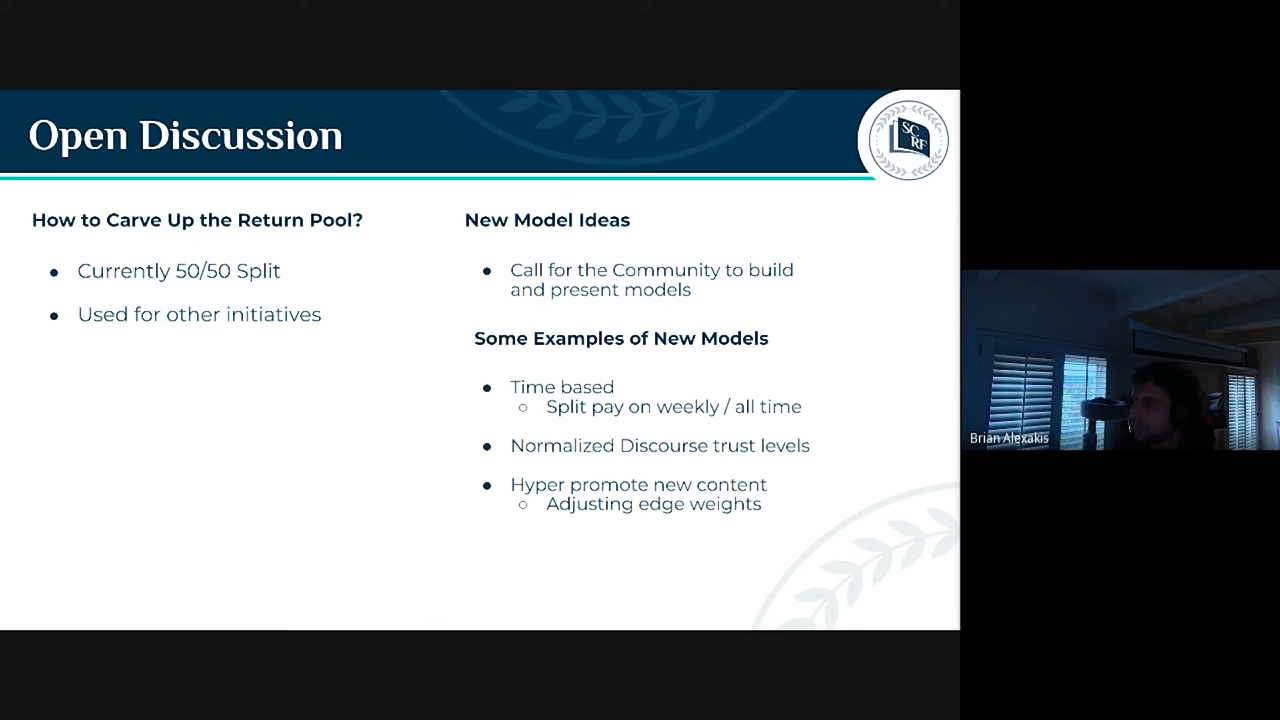 Open Discussion
SC
RF
How to Carve Up the Return Pool?
● Currently 50/50 Split
● Used for other initiatives
New Model Ideas
● Call for the Community to build
and present models
Some Examples of New Models
● Time based
○ Split pay on weekly / all time
● Normalized Discourse trust levels
● Hyper promote new content
○ Adjusting edge weights
Brian Alexakis